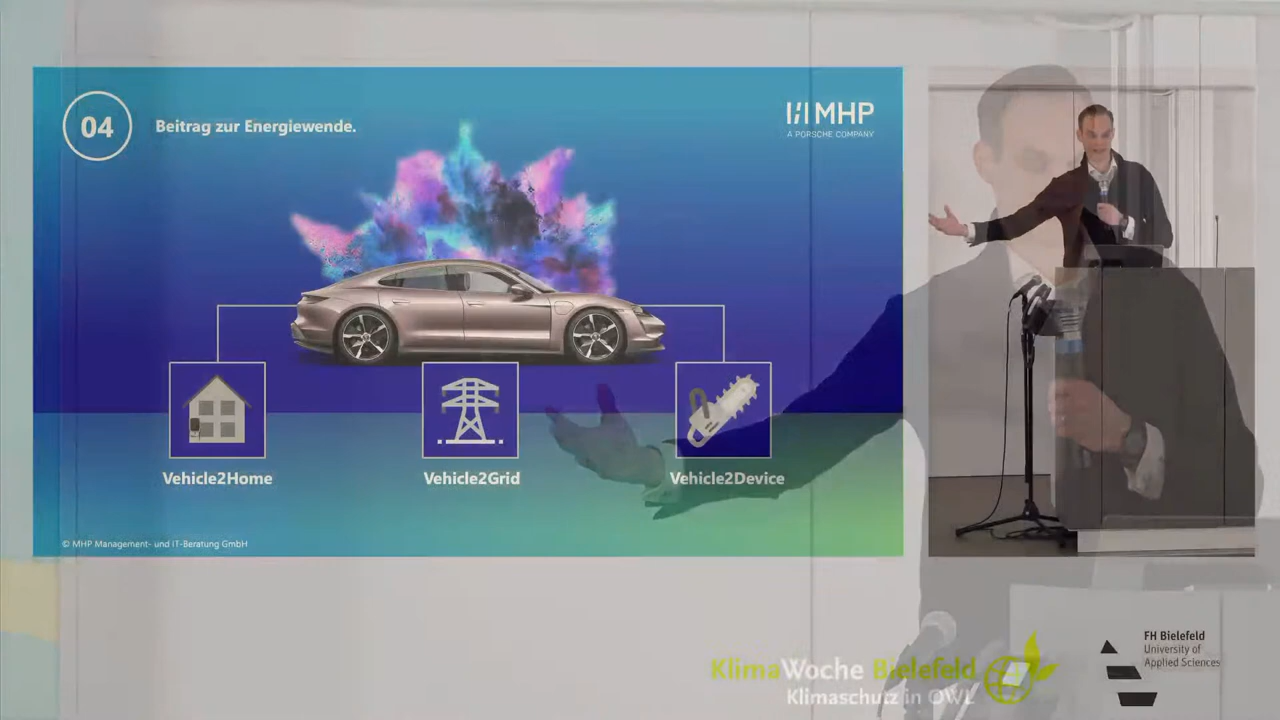 04
Beitrag zur Energiewende.
MHP
A PORSCHE COMPANY
Vehicle2Home
Vehicle2Grid
Vehicle2Device
© MHP Management- und IT-Beratung GmbH
KlimaWoche Bielefeld
Klimaschutz in OWL
FH Bielefeld
University of
Applied Sciences